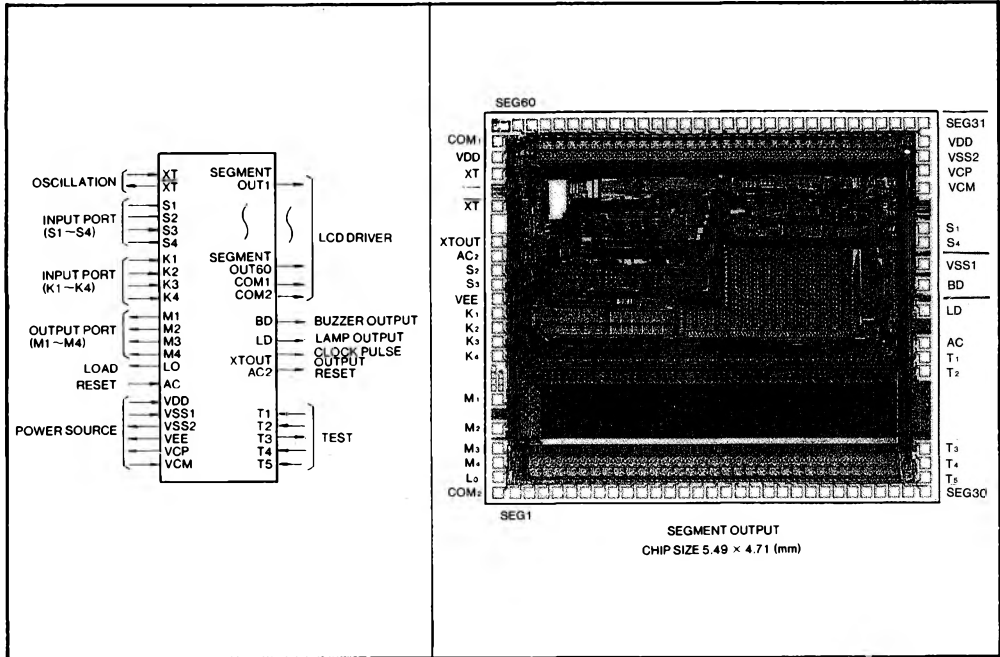 OSCILLATION
XT
X̅T̅
INPUT PORT
(S1~S4)
S1
S2
S3
S4
INPUT PORT
(K1~K4)
K1
K2
K3
K4
OUTPUT PORT
(M1~M4)
M1
M2
M3
M4
LOAD
LO
RESET
AC
POWER SOURCE
VDD
VSS1
VSS2
VEE
VCP
VCM
SEGMENT
OUT1
SEGMENT
OUT60
COM1
COM2
LCD DRIVER
BD
BUZZER OUTPUT
LD
LAMP OUTPUT
XTOUT
CLOCK PULSE
OUTPUT
AC2
RESET
T1
T2
T3
T4
T5
TEST
SEG60
COM1
VDD
XT
X̅T̅
XTOUT
AC2
S2
S3
VEE
K1
K2
K3
K4
M1
M2
M3
M4
L0
COM2
SEG1
SEG31
VDD
VSS2
VCP
VCM
S1
S4
VSS1
BD
LD
AC
T1
T2
T3
T4
T5
SEG30
SEGMENT OUTPUT
CHIP SIZE 5.49 × 4.71 (mm)